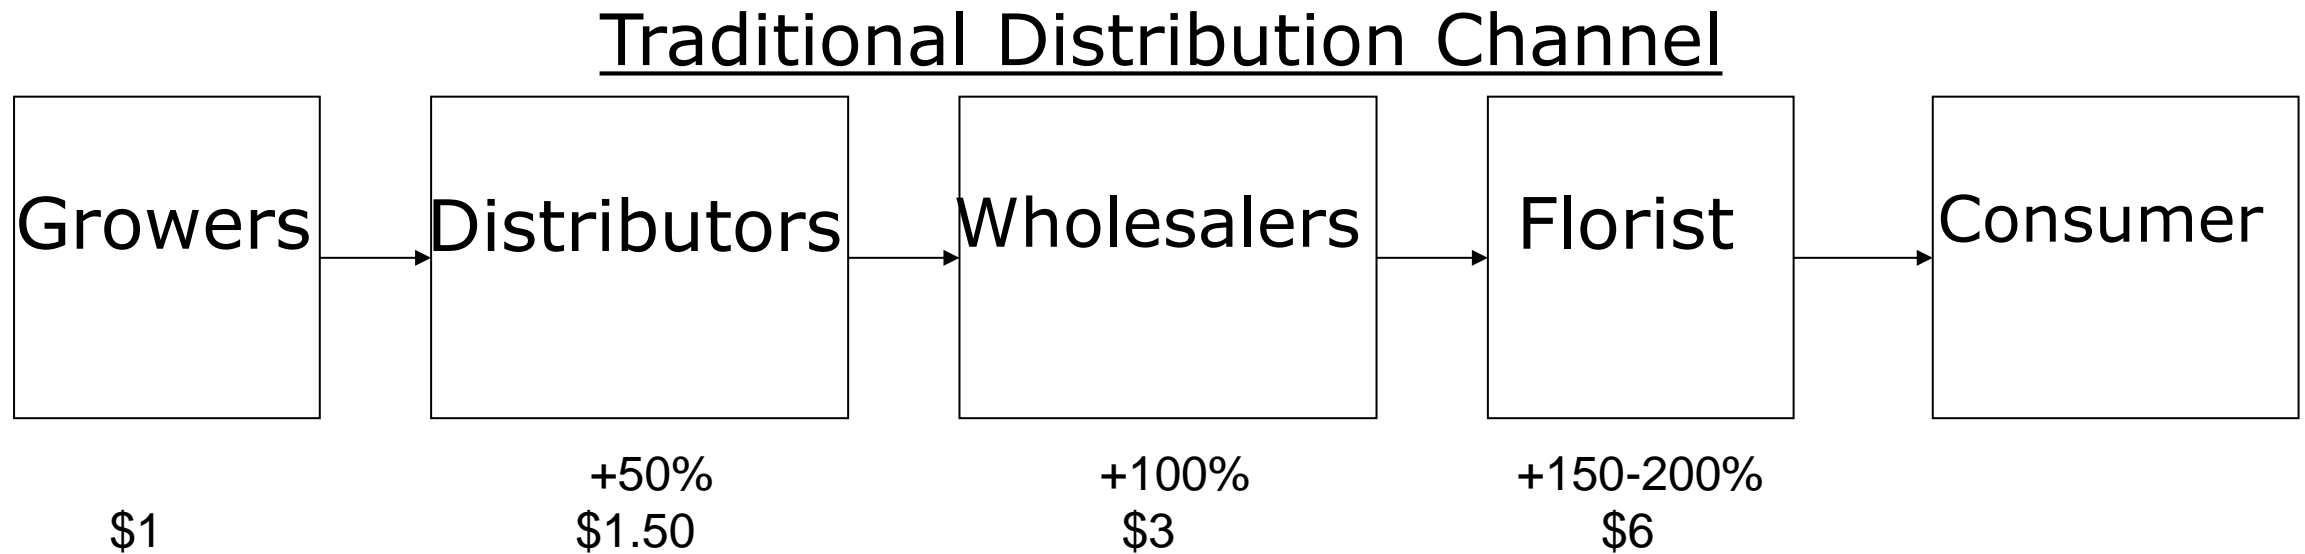 Traditional Distribution Channel
Growers
Distributors
Wholesalers
Florist
Consumer
+50%
+100%
+150-200%
$1
$1.50
$3
$6